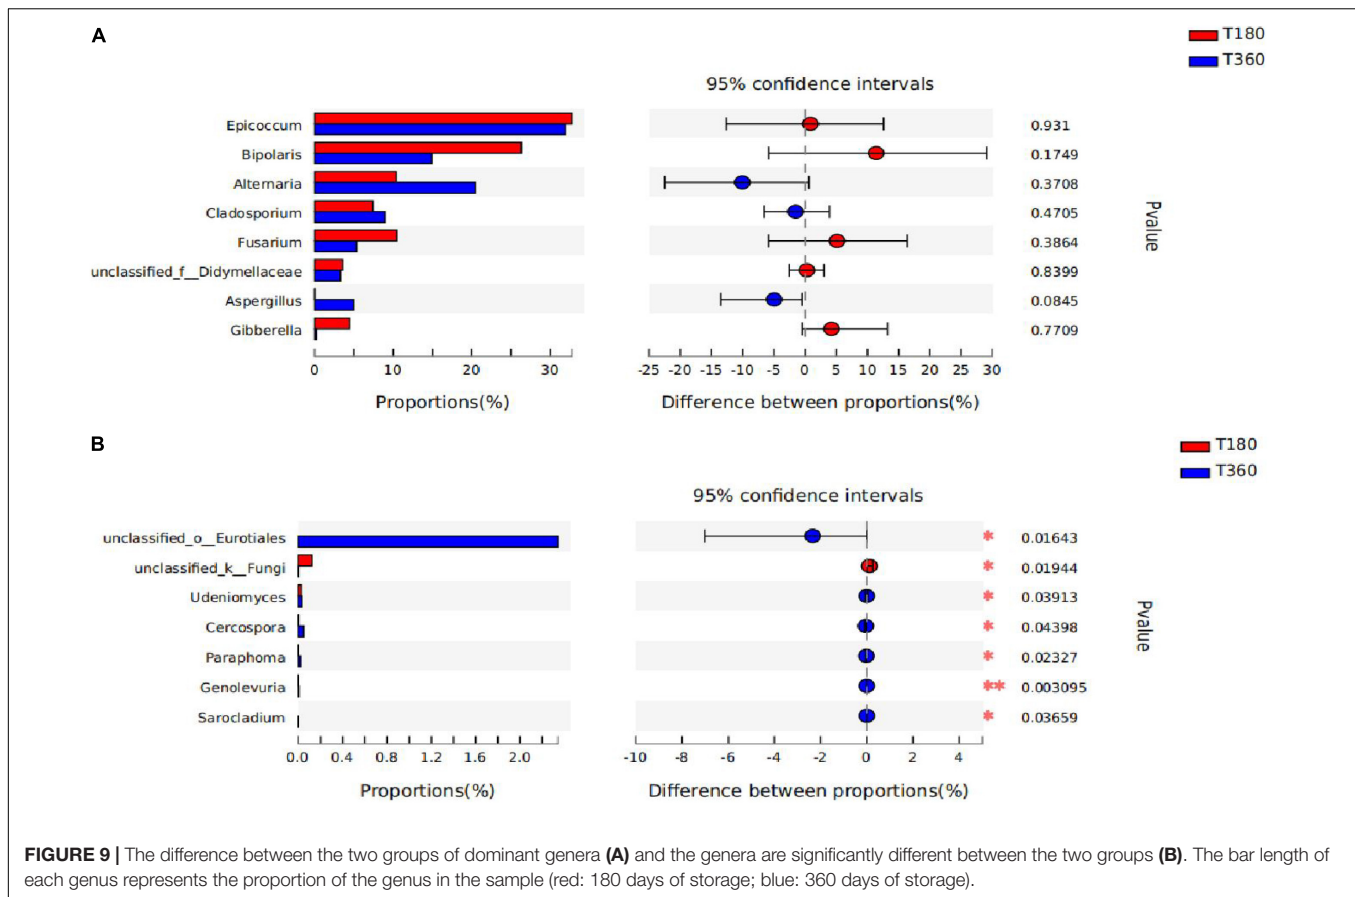 A
T180
T360
95% confidence intervals
Epicoccum 0.931
Bipolaris 0.1749
Alternaria 0.3708
Cladosporium 0.4705
Fusarium 0.3864
unclassified_f__Didymellaceae 0.8399
Aspergillus 0.0845
Gibberella 0.7709
Pvalue
0 10 20 30 -25 -20 -15 -10 -5 0 5 10 15 20 25 30
Proportions(%) Difference between proportions(%)
B
T180
T360
95% confidence intervals
unclassified_o__Eurotiales * 0.01643
unclassified_k__Fungi * 0.01944
Udeniomyces * 0.03913
Cercospora * 0.04398
Paraphoma * 0.02327
Genolevuria ** 0.003095
Sarocladium * 0.03659
Pvalue
0.0 0.4 0.8 1.2 1.6 2.0 -10 -8 -6 -4 -2 0 2 4
Proportions(%) Difference between proportions(%)
FIGURE 9 | The difference between the two groups of dominant genera (A) and the genera are significantly different between the two groups (B). The bar length of
each genus represents the proportion of the genus in the sample (red: 180 days of storage; blue: 360 days of storage).